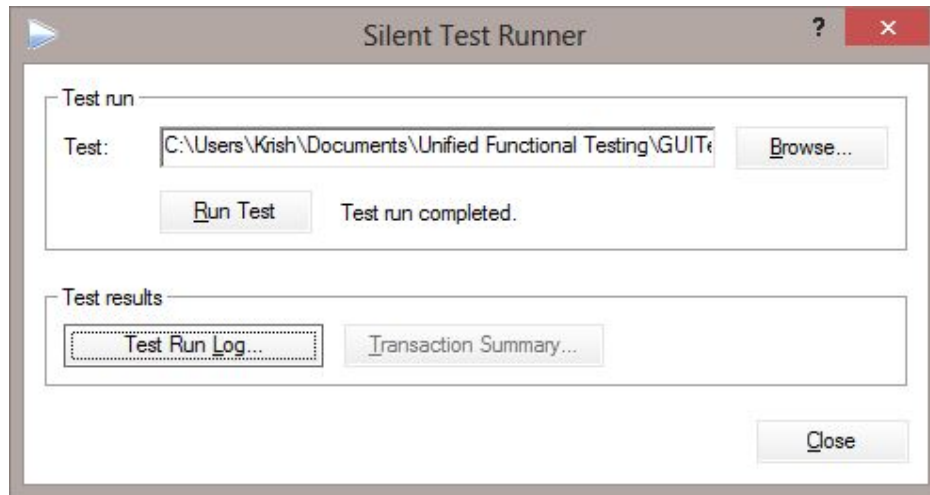 Silent Test Runner ?
Test run
Test: C:\Users\Krish\Documents\Unified Functional Testing\GUITe Browse...
Run Test Test run completed.
Test results
Test Run Log... Transaction Summary...
Close